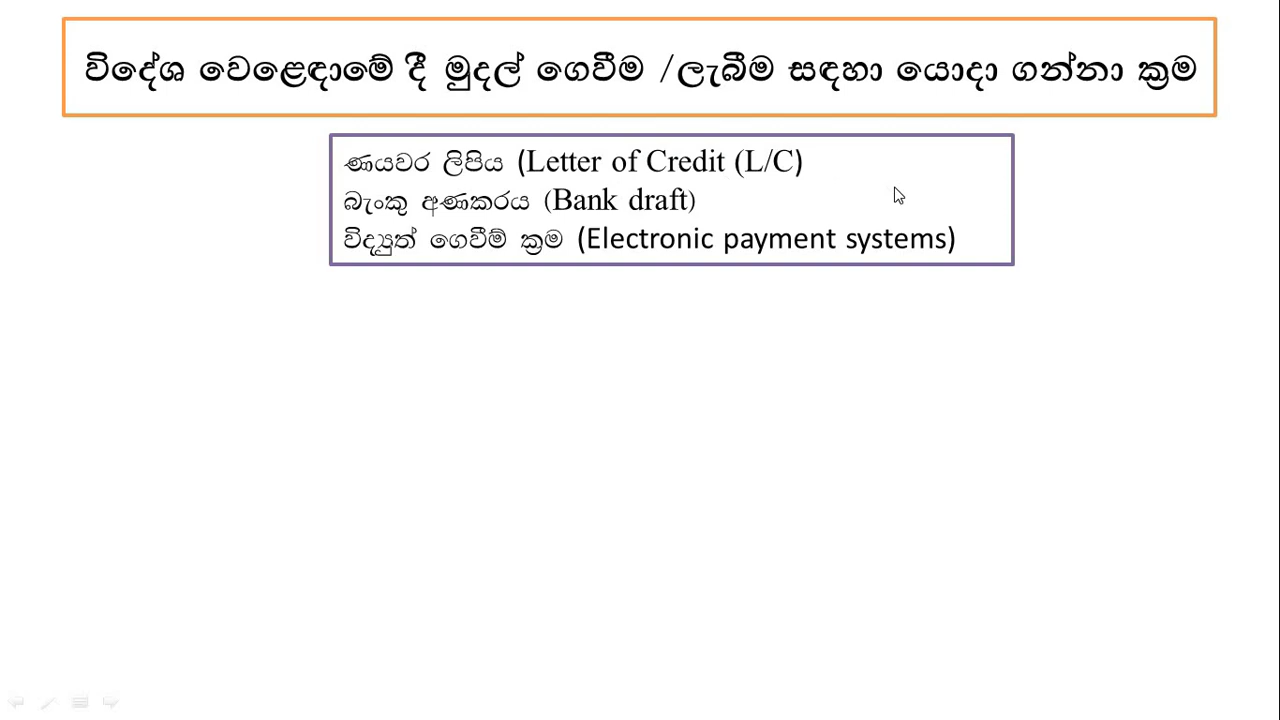 විදේශ වෙළෙඳාමේ දී මුදල් ගෙවීම /ලැබීම සඳහා යොදා ගන්නා ක්‍රම
ණයවර ලිපිය (Letter of Credit (L/C)
බැංකු අණකරය (Bank draft)
විද්‍යුත් ගෙවීම් ක්‍රම (Electronic payment systems)